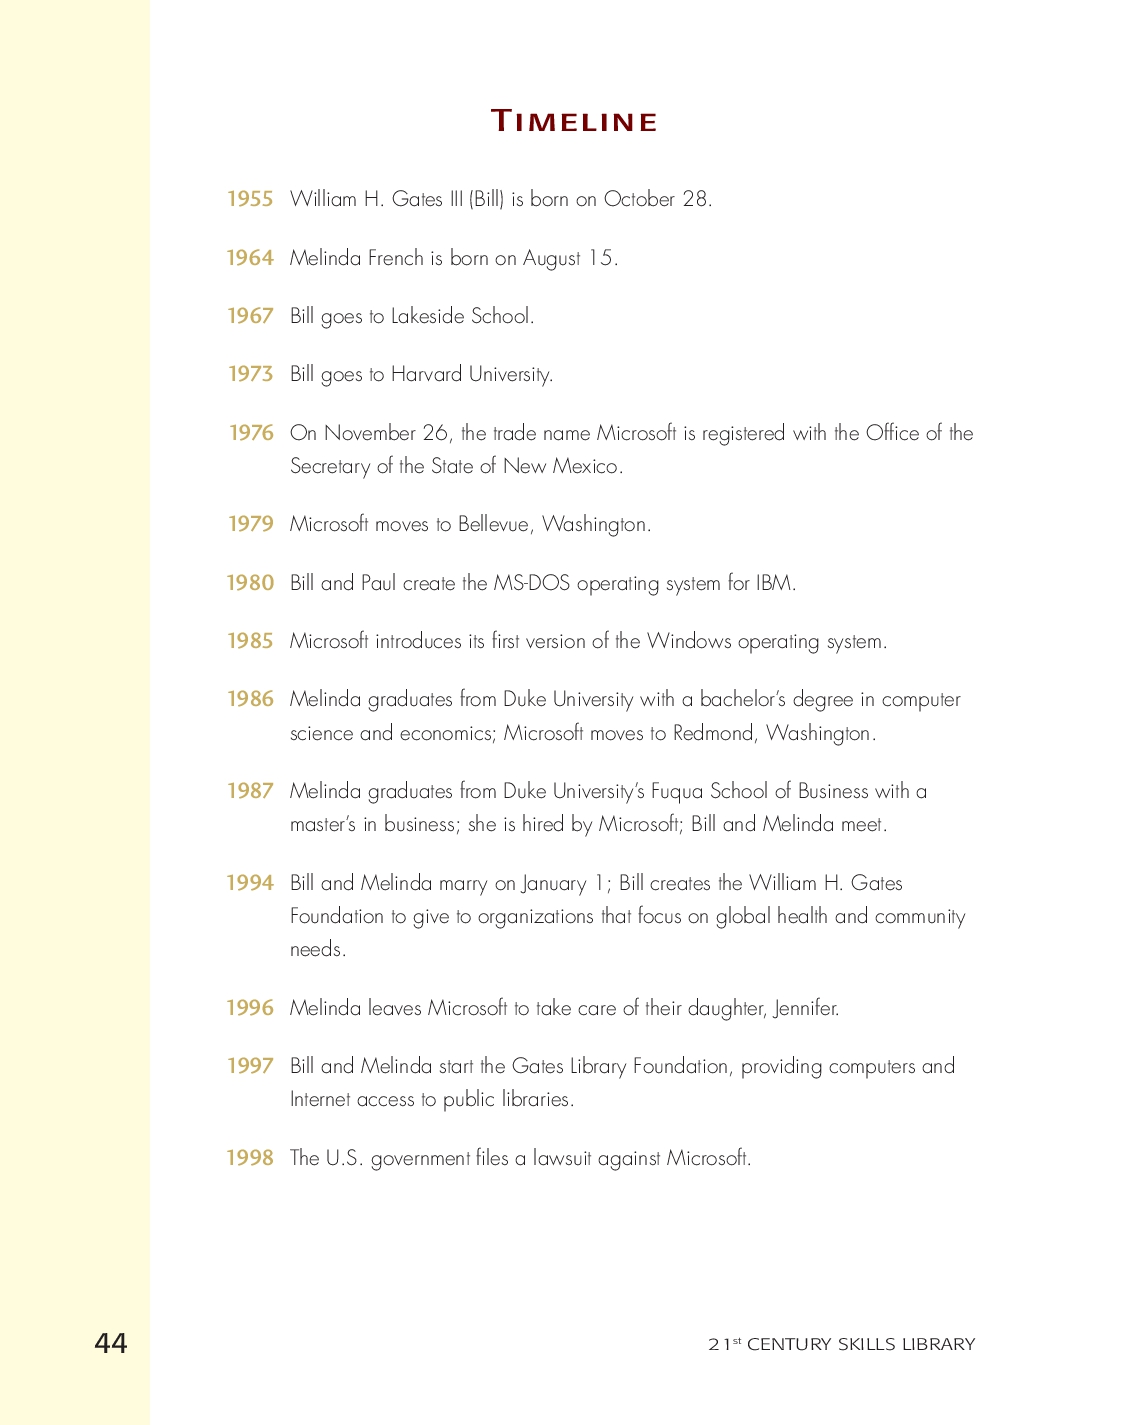 TIMELINE
1955 William H. Gates III (Bill) is born on October 28.
1964 Melinda French is born on August 15.
1967 Bill goes to Lakeside School.
1973 Bill goes to Harvard University.
1976 On November 26, the trade name Microsoft is registered with the Office of the
Secretary of the State of New Mexico.
1979 Microsoft moves to Bellevue, Washington.
1980 Bill and Paul create the MS-DOS operating system for IBM.
1985 Microsoft introduces its first version of the Windows operating system.
1986 Melinda graduates from Duke University with a bachelor’s degree in computer
science and economics; Microsoft moves to Redmond, Washington.
1987 Melinda graduates from Duke University’s Fuqua School of Business with a
master’s in business; she is hired by Microsoft; Bill and Melinda meet.
1994 Bill and Melinda marry on January 1; Bill creates the William H. Gates
Foundation to give to organizations that focus on global health and community
needs.
1996 Melinda leaves Microsoft to take care of their daughter, Jennifer.
1997 Bill and Melinda start the Gates Library Foundation, providing computers and
Internet access to public libraries.
1998 The U.S. government files a lawsuit against Microsoft.
44
21st CENTURY SKILLS LIBRARY